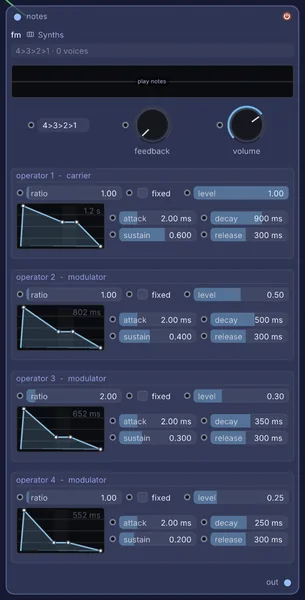 notes
fm Synths
4>3>2>1 · 0 voices
play notes
4>3>2>1
feedback volume
operator 1 - carrier
ratio 1.00 fixed level 1.00
1.2 s
attack 2.00 ms decay 900 ms
sustain 0.600 release 300 ms
operator 2 - modulator
ratio 1.00 fixed level 0.50
802 ms
attack 2.00 ms decay 500 ms
sustain 0.400 release 300 ms
operator 3 - modulator
ratio 2.00 fixed level 0.30
652 ms
attack 2.00 ms decay 350 ms
sustain 0.300 release 300 ms
operator 4 - modulator
ratio 1.00 fixed level 0.25
552 ms
attack 2.00 ms decay 250 ms
sustain 0.200 release 300 ms
out